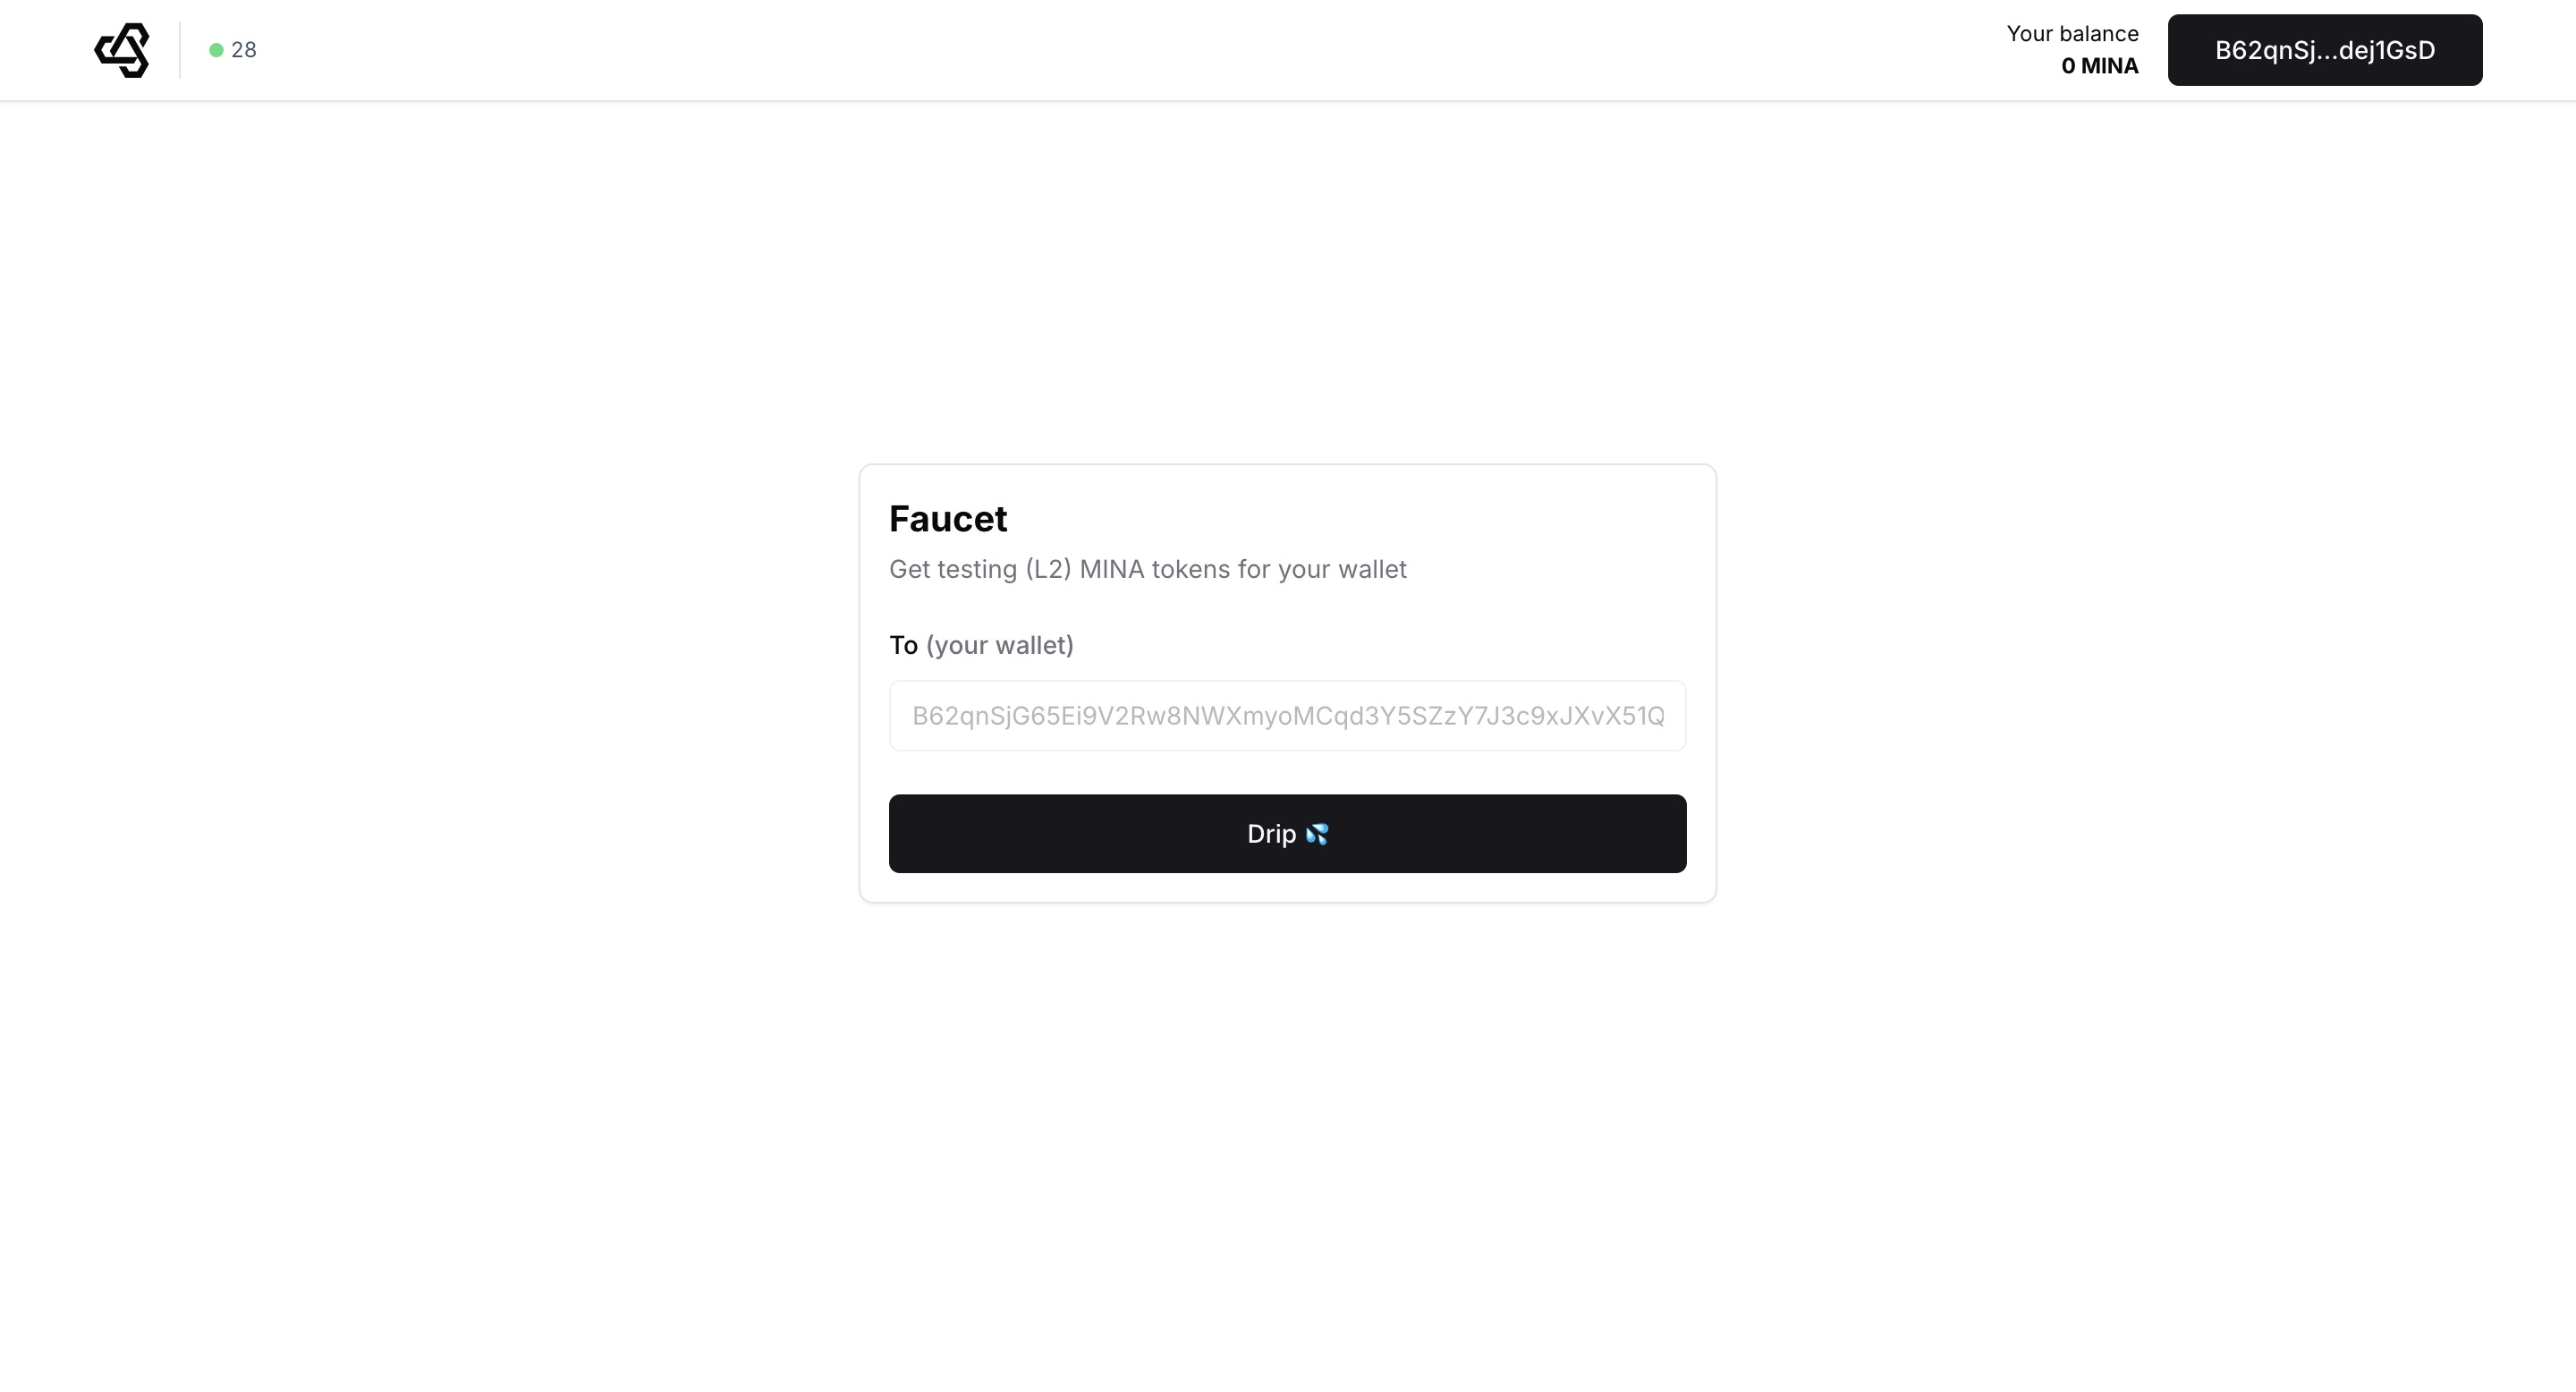 28
Your balance
0 MINA
B62qnSj...dej1GsD
Faucet
Get testing (L2) MINA tokens for your wallet
To (your wallet)
B62qnSjG65Ei9V2Rw8NWXmyoMCqd3Y5SZzY7J3c9xJXvX51Q
Drip 💦